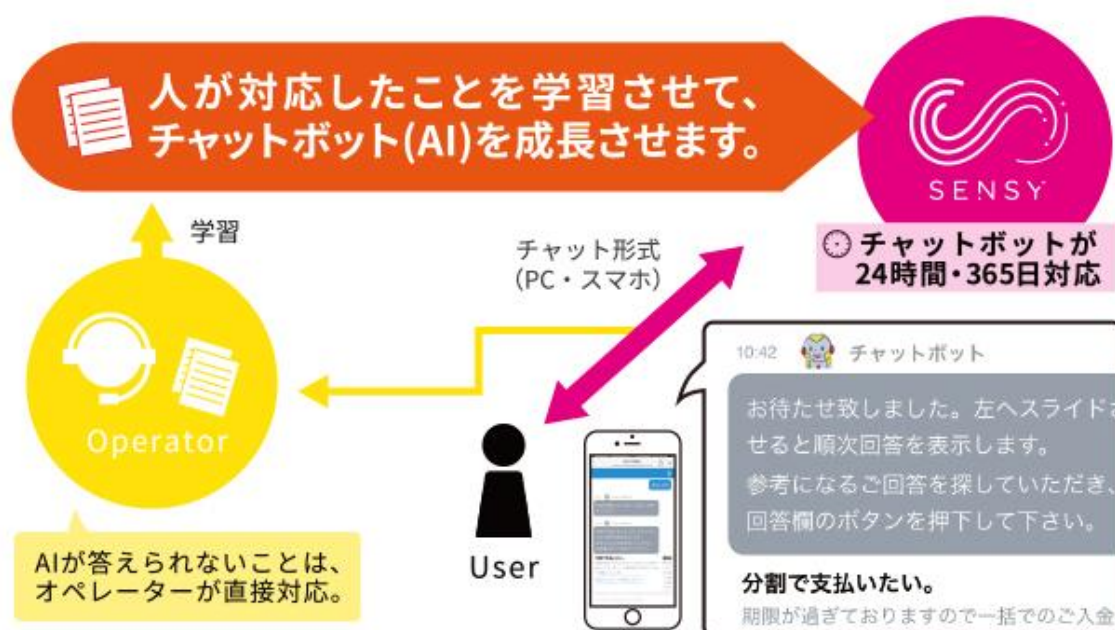 人が対応したことを学習させて、
チャットボット(AI)を成長させます。
SENSY
チャットボットが
24時間・365日対応
学習
チャット形式
(PC・スマホ)
Operator
AIが答えられないことは、
オペレーターが直接対応。
User
10:42 チャットボット
お待たせ致しました。左へスライドさ
せると順次回答を表示します。
参考になるご回答を探していただき、
回答欄のボタンを押下して下さい。
分割で支払いたい。
期限が過ぎておりますので一括でのご入金